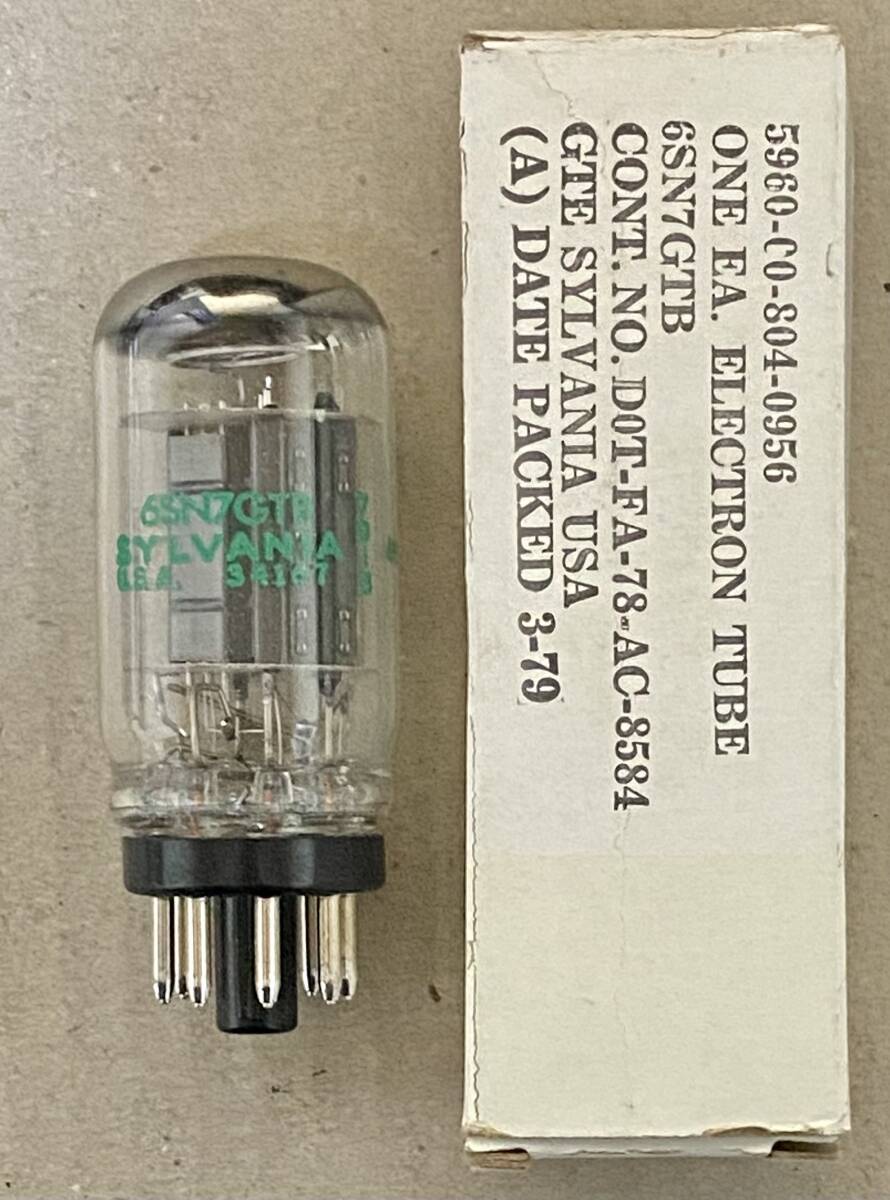 6SN7GTB
SYLVANIA
U.S.A.
5960-00-804-0956
ONE EA. ELECTRON TUBE
6SN7GTB
CONT. NO. DOT-FA-78-AC-8584
GTE SYLVANIA USA
(A) DATE PACKED 3-79